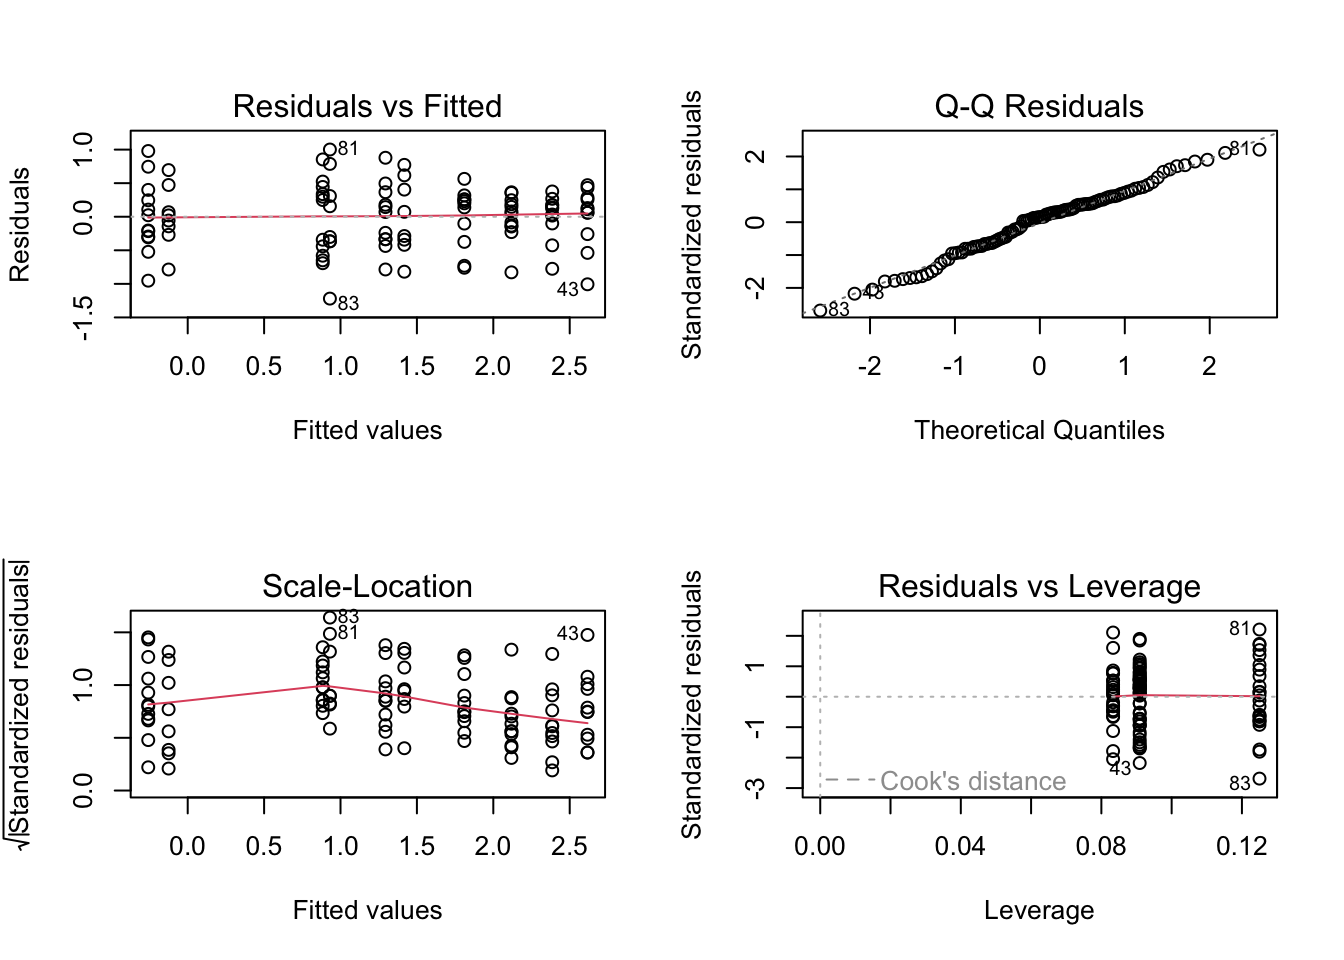 Residuals vs Fitted
Residuals
-1.5 0.0 1.0
81
83
43
0.0 0.5 1.0 1.5 2.0 2.5
Fitted values
Q-Q Residuals
Standardized residuals
-2 0 2
81
43
83
-2 -1 0 1 2
Theoretical Quantiles
Scale-Location
√|Standardized residuals|
0.0 1.0
83
81
43
0.0 0.5 1.0 1.5 2.0 2.5
Fitted values
Residuals vs Leverage
Standardized residuals
-3 -1 1
81
43
83
Cook's distance
0.00 0.04 0.08 0.12
Leverage